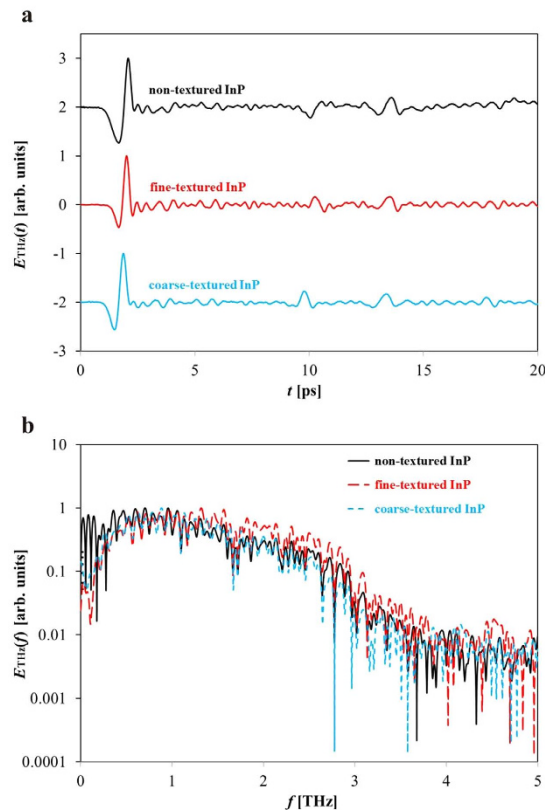 a
3
non-textured InP
2
1
fine-textured InP
0
-1
coarse-textured InP
-2
-3
E_THz(t) [arb. units]
0 5 10 15 20
t [ps]
b
10
non-textured InP
fine-textured InP
1
coarse-textured InP
0.1
0.01
0.001
0.0001
E_THz(f) [arb. units]
0 1 2 3 4 5
f [THz]